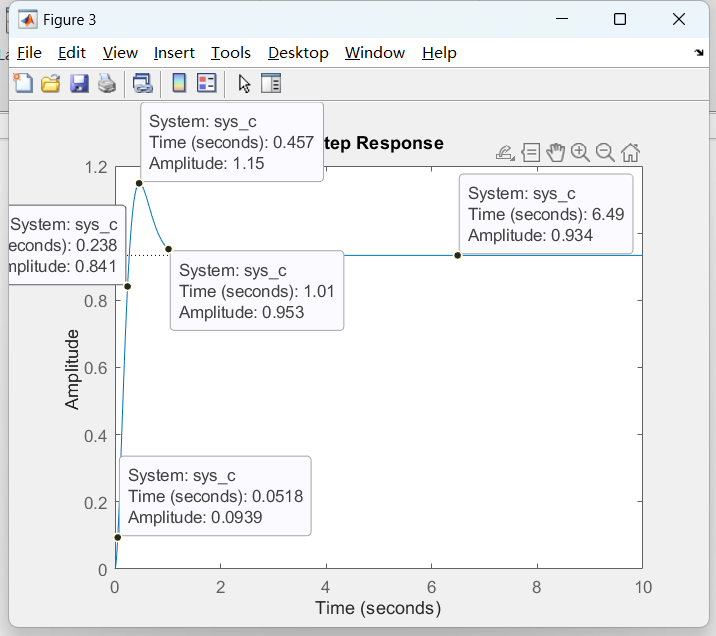 Figure 3
File Edit View Insert Tools Desktop Window Help
System: sys_c
Time (seconds): 0.457
Amplitude: 1.15
tep Response
System: sys_c
Time (seconds): 6.49
Amplitude: 0.934
System: sys_c
econds): 0.238
mplitude: 0.841
System: sys_c
Time (seconds): 1.01
Amplitude: 0.953
System: sys_c
Time (seconds): 0.0518
Amplitude: 0.0939
Amplitude
1.2
0.8
0.6
0.4
0.2
0
0 2 4 6 8 10
Time (seconds)